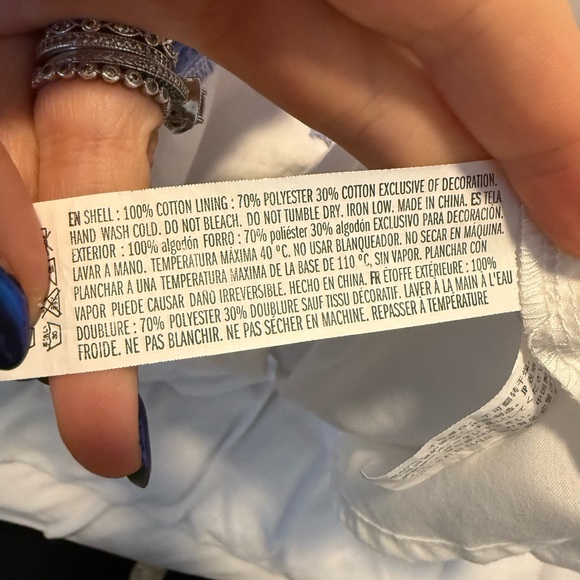 EN SHELL : 100% COTTON LINING : 70% POLYESTER 30% COTTON EXCLUSIVE OF DECORATION.
HAND WASH COLD. DO NOT BLEACH. DO NOT TUMBLE DRY. IRON LOW. MADE IN CHINA. ES TELA
EXTERIOR : 100% algodón FORRO : 70% poliéster 30% algodón EXCLUSIVO PARA DECORACIÓN.
LAVAR A MANO. TEMPERATURA MÁXIMA 40 °C. NO USAR BLANQUEADOR. NO SECAR EN MÁQUINA.
PLANCHAR A UNA TEMPERATURA MÁXIMA DE LA BASE DE 110 °C, SIN VAPOR. PLANCHAR CON
VAPOR PUEDE CAUSAR DAÑO IRREVERSIBLE. HECHO EN CHINA. FR ÉTOFFE EXTÉRIEURE : 100%
DOUBLURE : 70% POLYESTER 30% DOUBLURE SAUF TISSU DÉCORATIF. LAVER À LA MAIN À L'EAU
FROIDE. NE PAS BLANCHIR. NE PAS SÉCHER EN MACHINE. REPASSER À TEMPÉRATURE